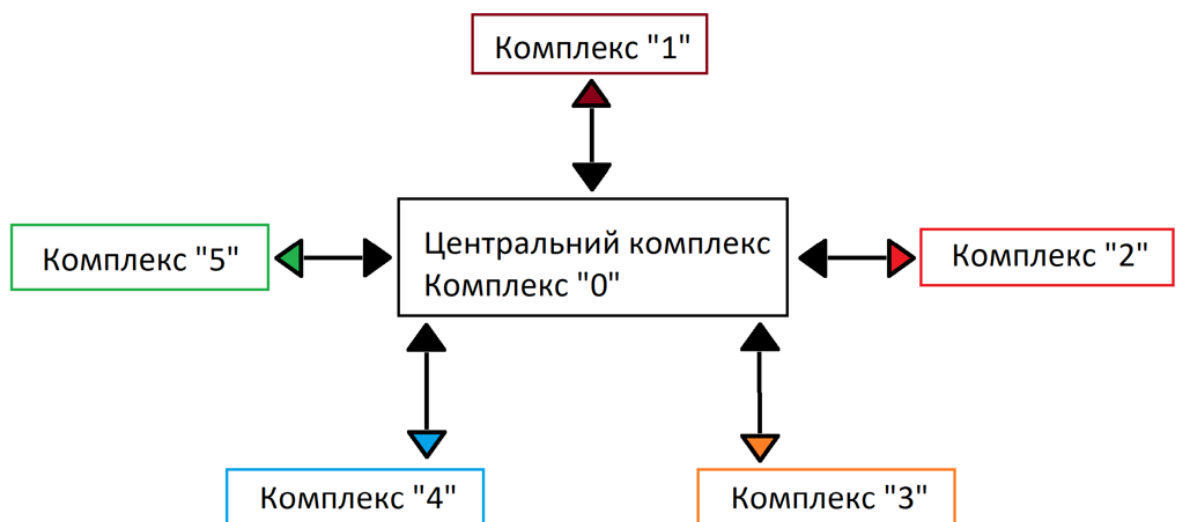 Комплекс "1"
Центральний комплекс
Комплекс "0"
Комплекс "5"
Комплекс "2"
Комплекс "4"
Комплекс "3"